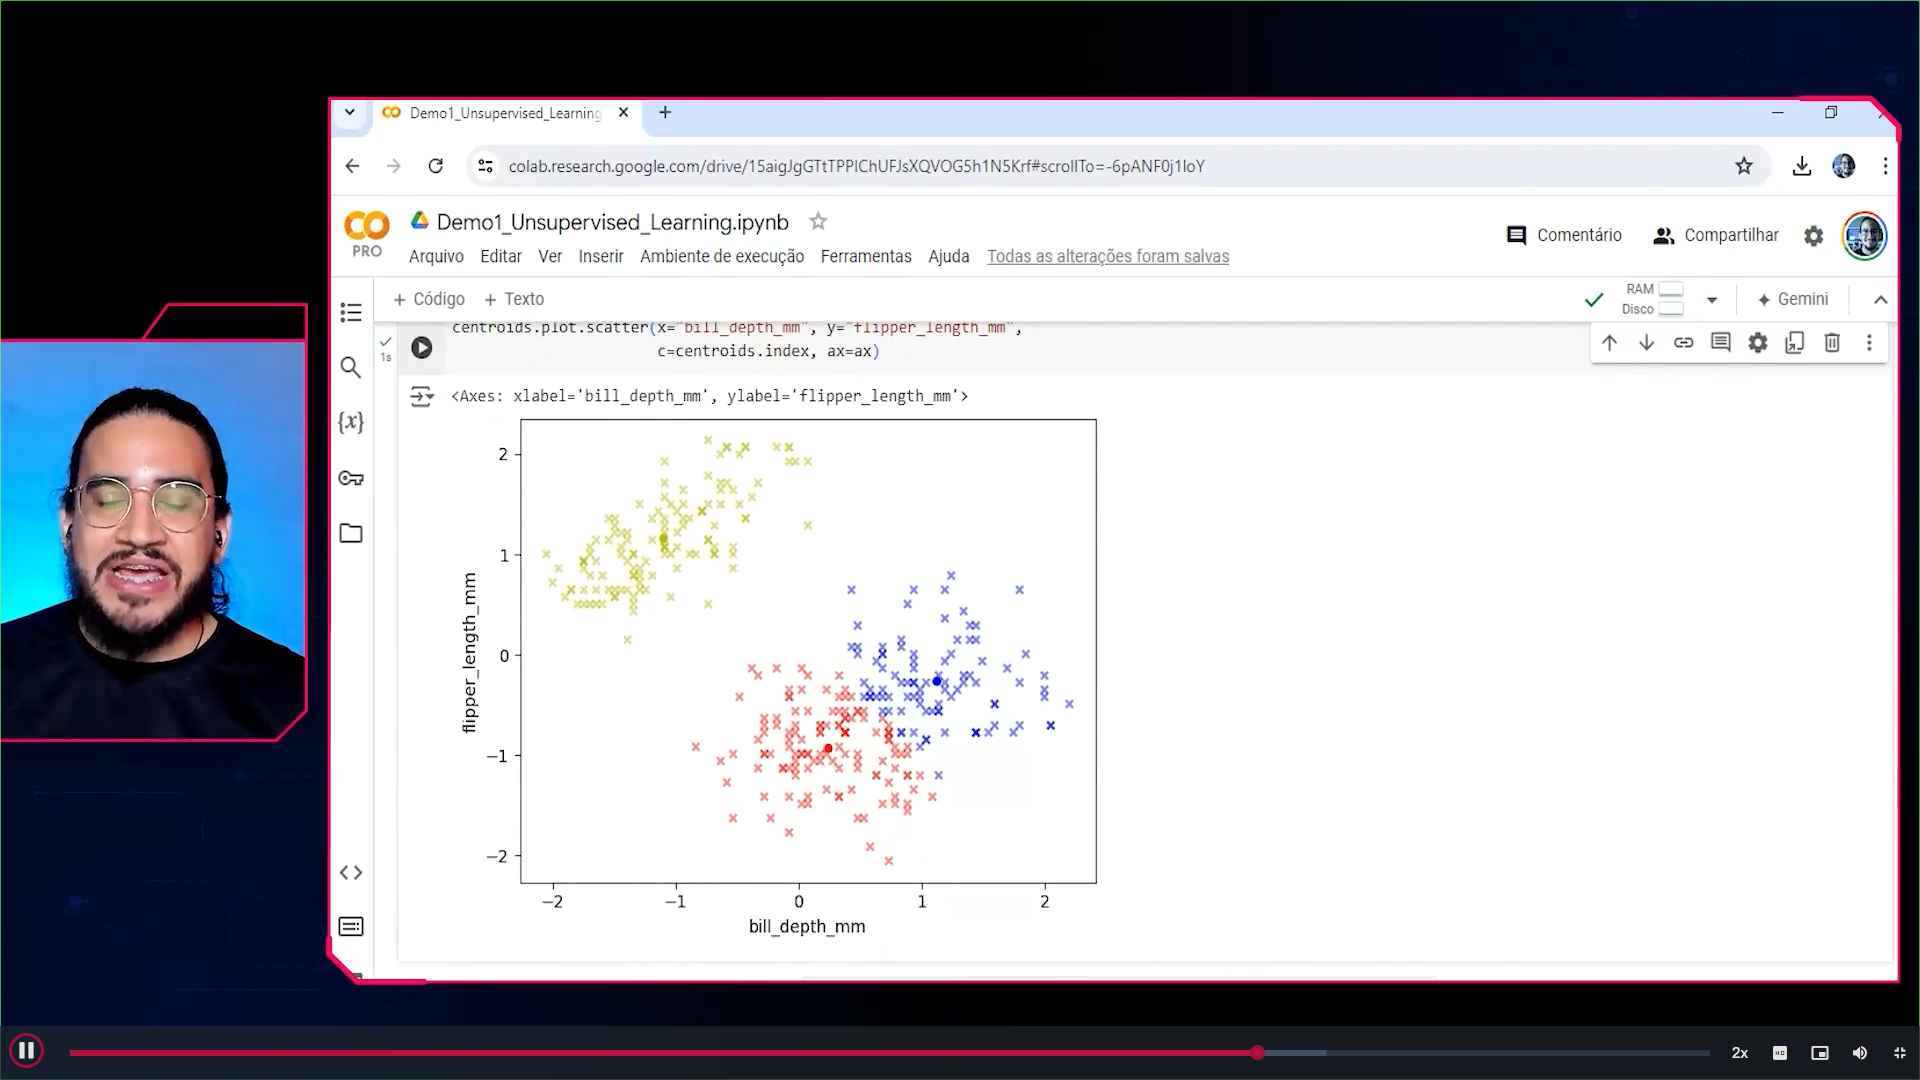 Demo1_Unsupervised_Learning
colab.research.google.com/drive/15aigJgGTtTPPIChUFJsXQVOG5h1N5Krf#scrollTo=-6pANF0j1IoY
Demo1_Unsupervised_Learning.ipynb
Comentário
Compartilhar
PRO
Arquivo Editar Ver Inserir Ambiente de execução Ferramentas Ajuda Todas as alterações foram salvas
+ Código + Texto
RAM
Disco
Gemini
centroids.plot.scatter(x="bill_depth_mm", y="flipper_length_mm",
1s
c=centroids.index, ax=ax)
<Axes: xlabel='bill_depth_mm', ylabel='flipper_length_mm'>
2
1
0
−1
−2
flipper_length_mm
−2 −1 0 1 2
bill_depth_mm
2x
HD